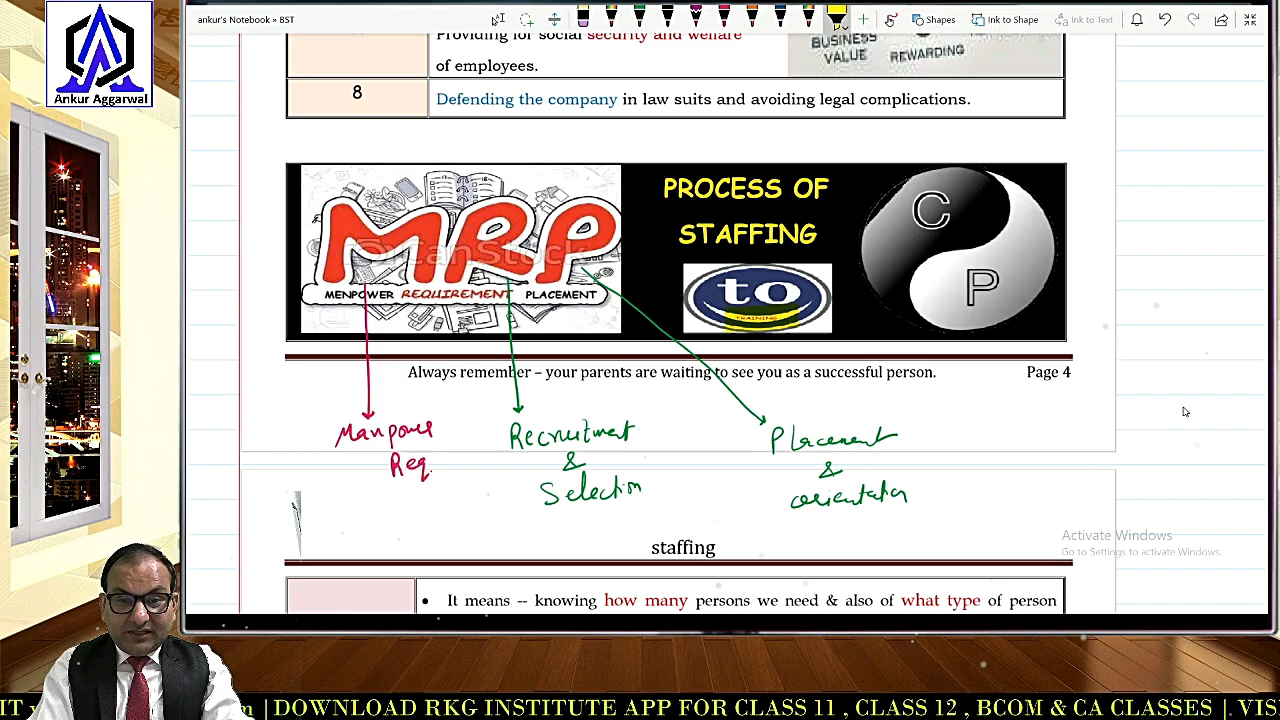 Ankur Aggarwal
ankur's Notebook » BST
Shapes
Ink to Shape
Ink to Text
Providing for social security and welfare
of employees.
BUSINESS
VALUE
REWARDING
8
Defending the company in law suits and avoiding legal complications.
MRP
CanStock
MENPOWER REQUIREMENT PLACEMENT
PROCESS OF
STAFFING
to
TRAINING
C
P
Always remember – your parents are waiting to see you as a successful person.
Page 4
Manpower
Req.
Recruitment
&
Selection
Placement
&
orientation
staffing
Activate Windows
Go to Settings to activate Windows.
• It means -- knowing how many persons we need & also of what type of person
DOWNLOAD RKG INSTITUTE APP FOR CLASS 11 , CLASS 12 , BCOM & CA CLASSES | VIS